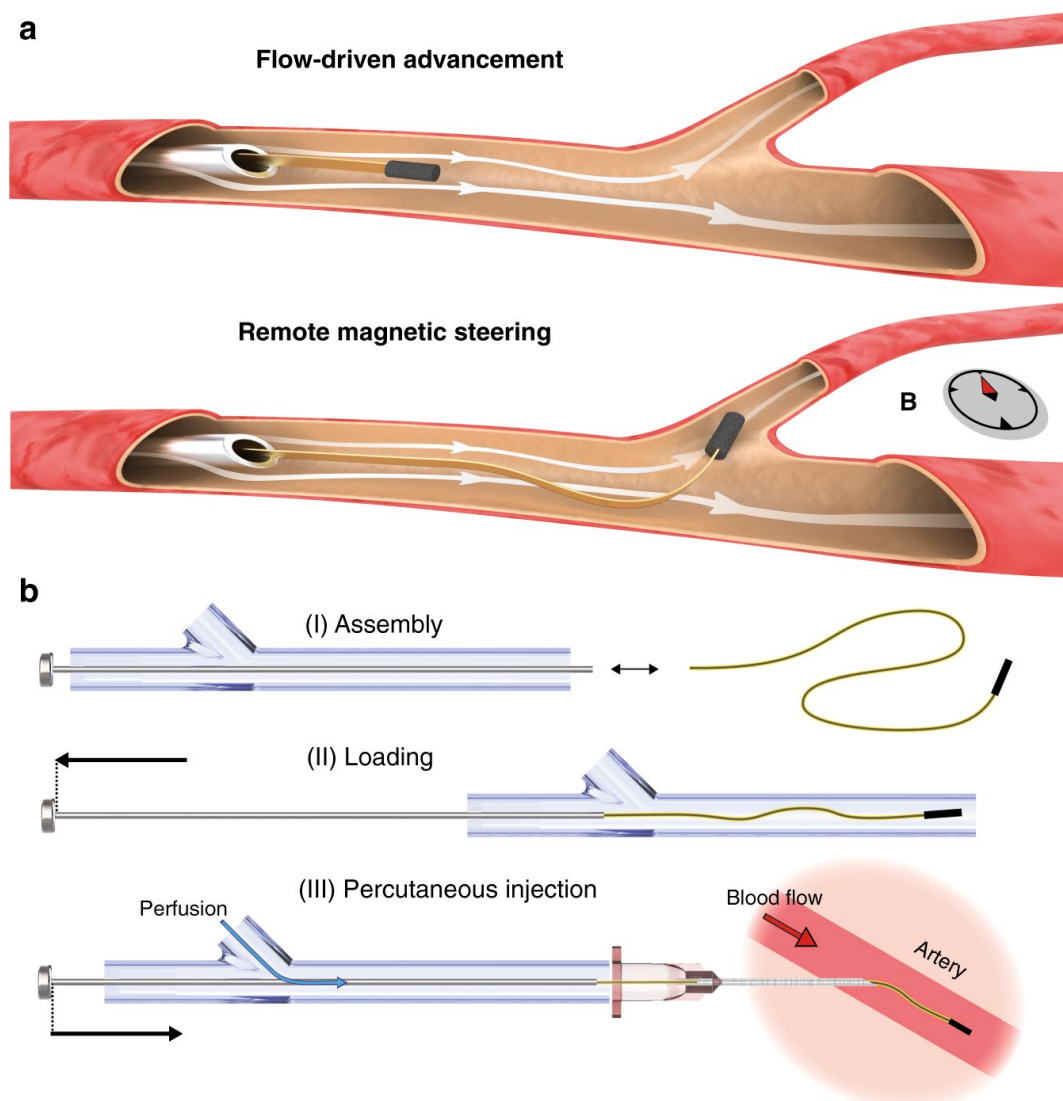 a
Flow-driven advancement
Remote magnetic steering
B
b
(I) Assembly
(II) Loading
(III) Percutaneous injection
Perfusion
Blood flow
Artery